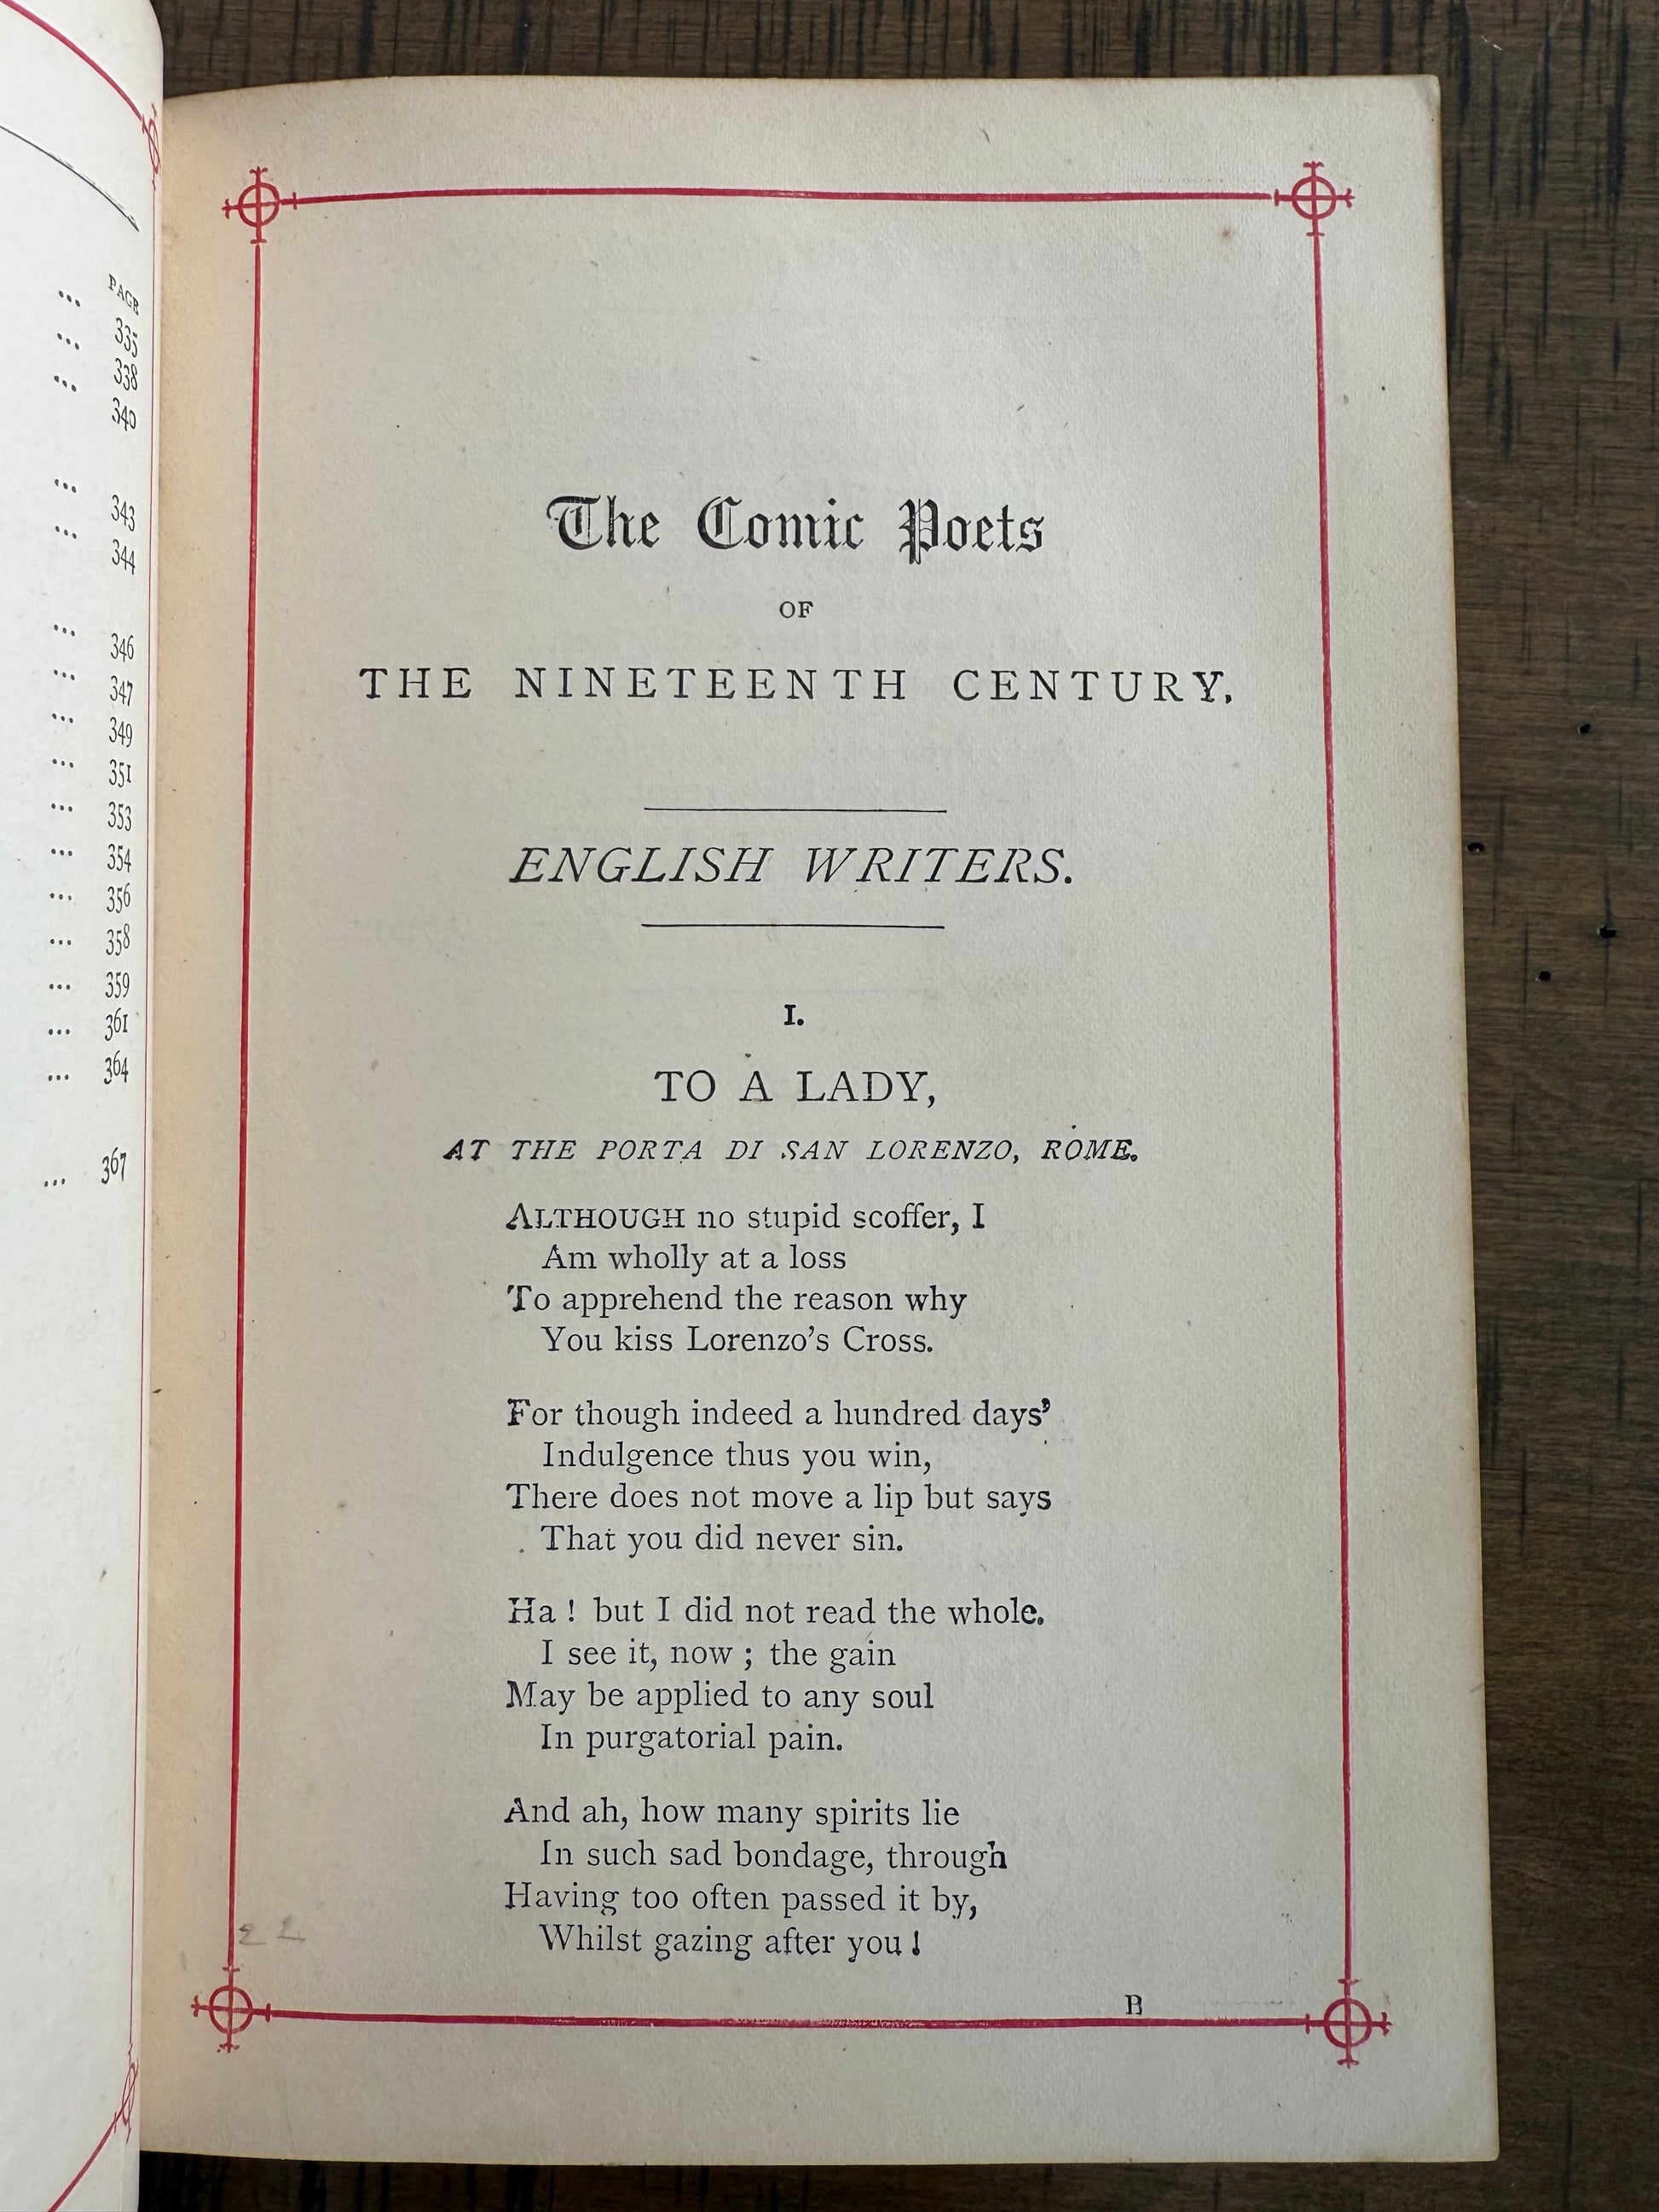 PAGE
... 335
... 338
... 340
... 343
... 344
... 346
... 347
... 349
... 351
... 353
... 354
... 356
... 358
... 359
... 361
... 364
... 367
The Comic Poets
OF
THE NINETEENTH CENTURY.
ENGLISH WRITERS.
I.
TO A LADY,
AT THE PORTA DI SAN LORENZO, ROME.
ALTHOUGH no stupid scoffer, I
Am wholly at a loss
To apprehend the reason why
You kiss Lorenzo's Cross.
For though indeed a hundred days'
Indulgence thus you win,
There does not move a lip but says
That you did never sin.
Ha ! but I did not read the whole.
I see it, now ; the gain
May be applied to any soul
In purgatorial pain.
And ah, how many spirits lie
In such sad bondage, through
Having too often passed it by,
Whilst gazing after you !
B